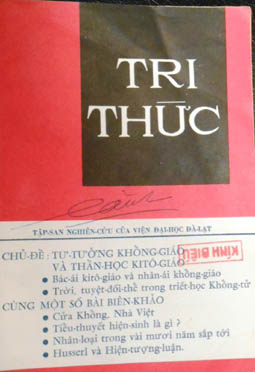 TRI
THỨC
TẬP-SAN NGHIÊN-CỨU CỦA VIỆN ĐẠI-HỌC ĐÀ-LẠT
CHỦ-ĐỀ : TƯ-TƯỞNG KHỔNG-GIÁO
VÀ THẦN-HỌC KITÔ-GIÁO
KÍNH BIẾU
● Bác-ái kitô-giáo và nhân-ái khổng-giáo
● Trời, tuyệt-đối-thể trong triết-học Khổng-tử
CÙNG MỘT SỐ BÀI BIÊN-KHẢO
● Cửa Khổng, Nhà Việt
● Tiểu-thuyết hiện-sinh là gì ?
● Nhân-loại trong vài mươi năm sắp tới
● Husserl và Hiện-tượng-luận.